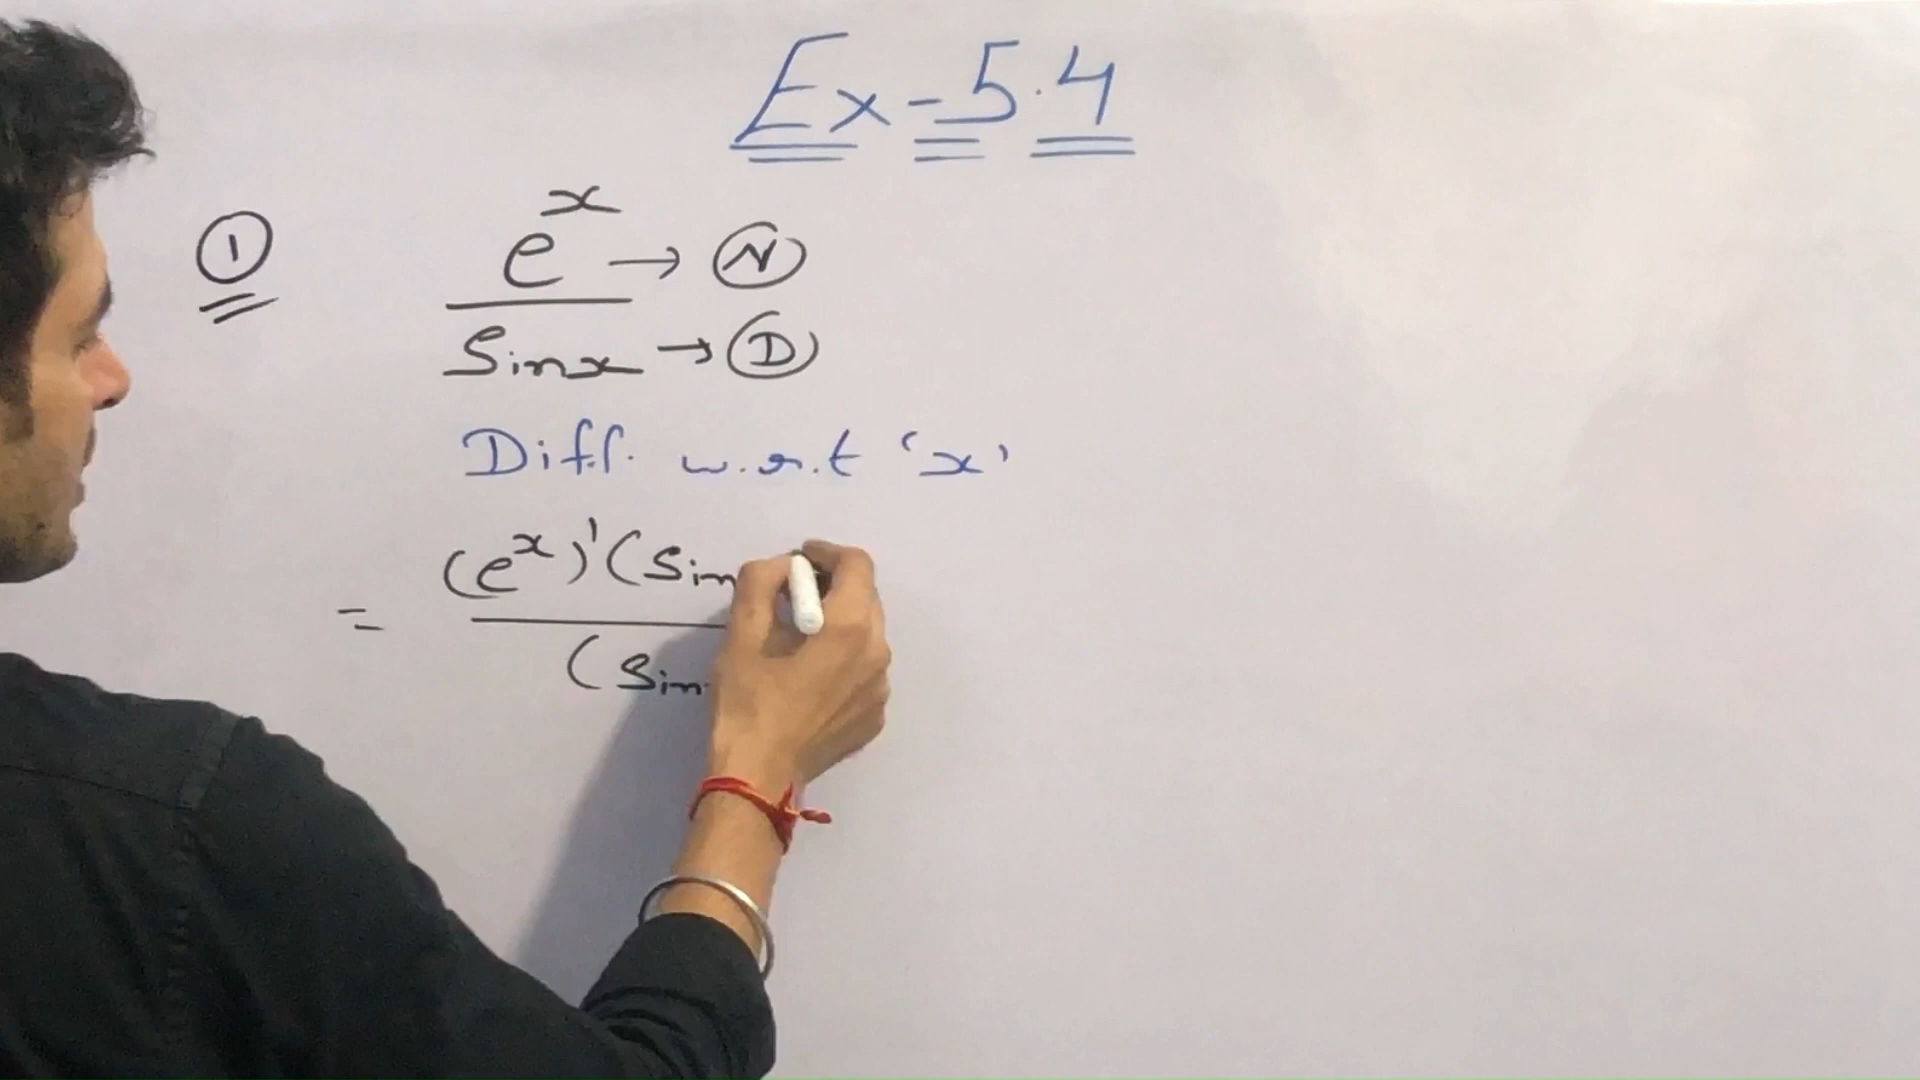 Ex-5.4
① e^x → Ⓝ
Sinx → Ⓓ
Diff. w.r.t 'x'
= (e^x)'(Sin
(Sin